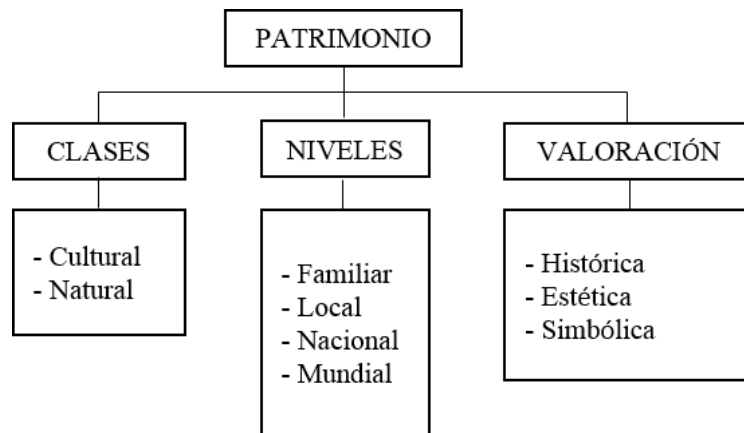 PATRIMONIO
CLASES
NIVELES
VALORACIÓN
- Cultural
- Natural
- Familiar
- Local
- Nacional
- Mundial
- Histórica
- Estética
- Simbólica